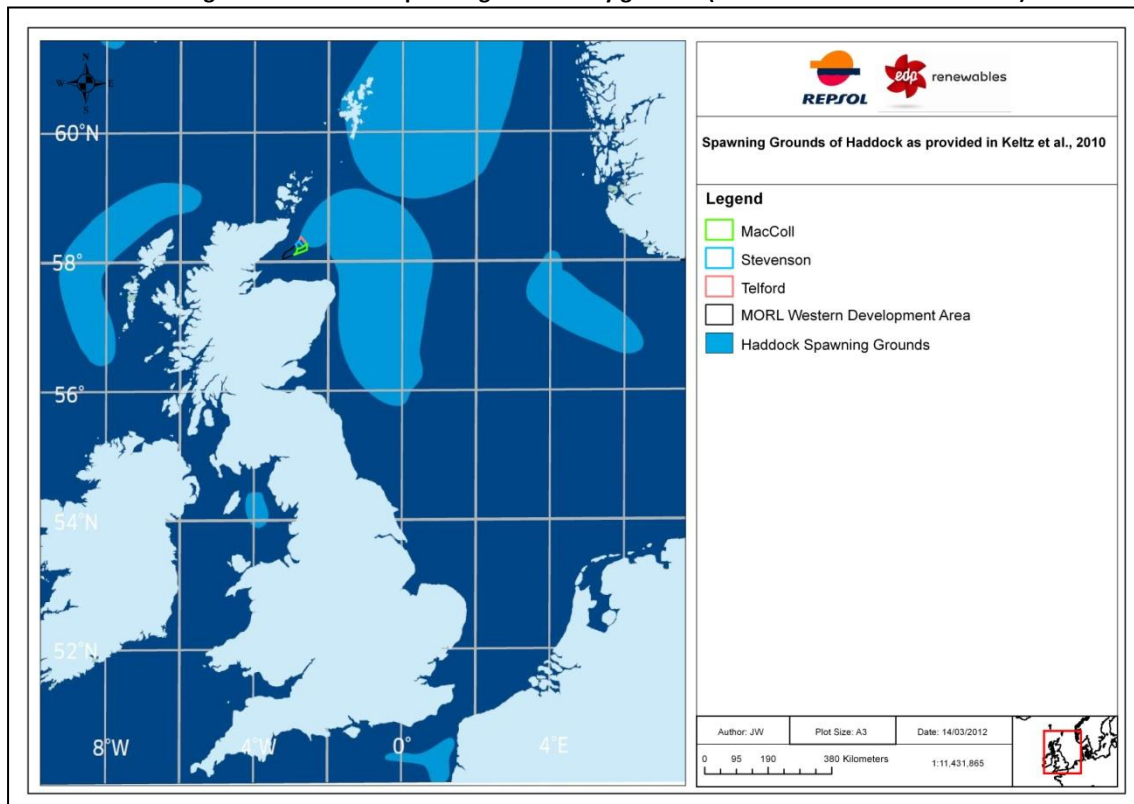 N
W E
S
60°N
58°
56°
54°N
52°N
8°W 4°W 0° 4°E
REPSOL
edp renewables
Spawning Grounds of Haddock as provided in Keltz et al., 2010
Legend
MacColl
Stevenson
Telford
MORL Western Development Area
Haddock Spawning Grounds
Author: JW Plot Size: A3 Date: 14/03/2012
0 95 190 380 Kilometers
1:11,431,865